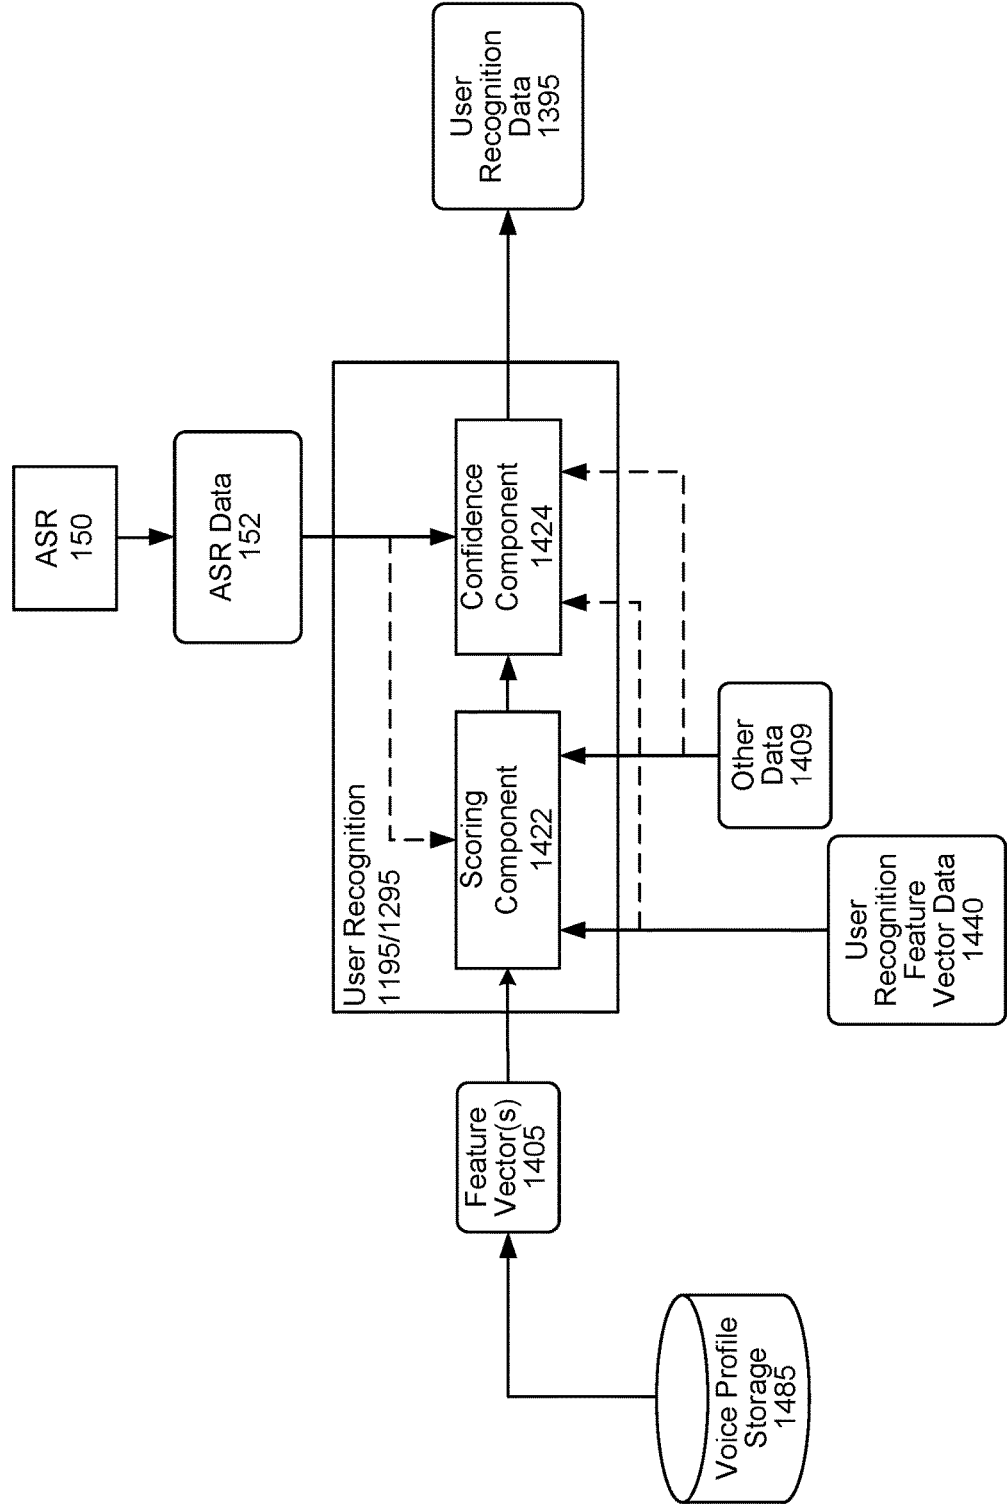 ASR
150
ASR Data
152
User Recognition
1195/1295
Voice Profile
Storage
1485
Feature
Vector(s)
1405
Scoring
Component
1422
Confidence
Component
1424
User
Recognition
Data
1395
User
Recognition
Feature
Vector Data
1440
Other
Data
1409